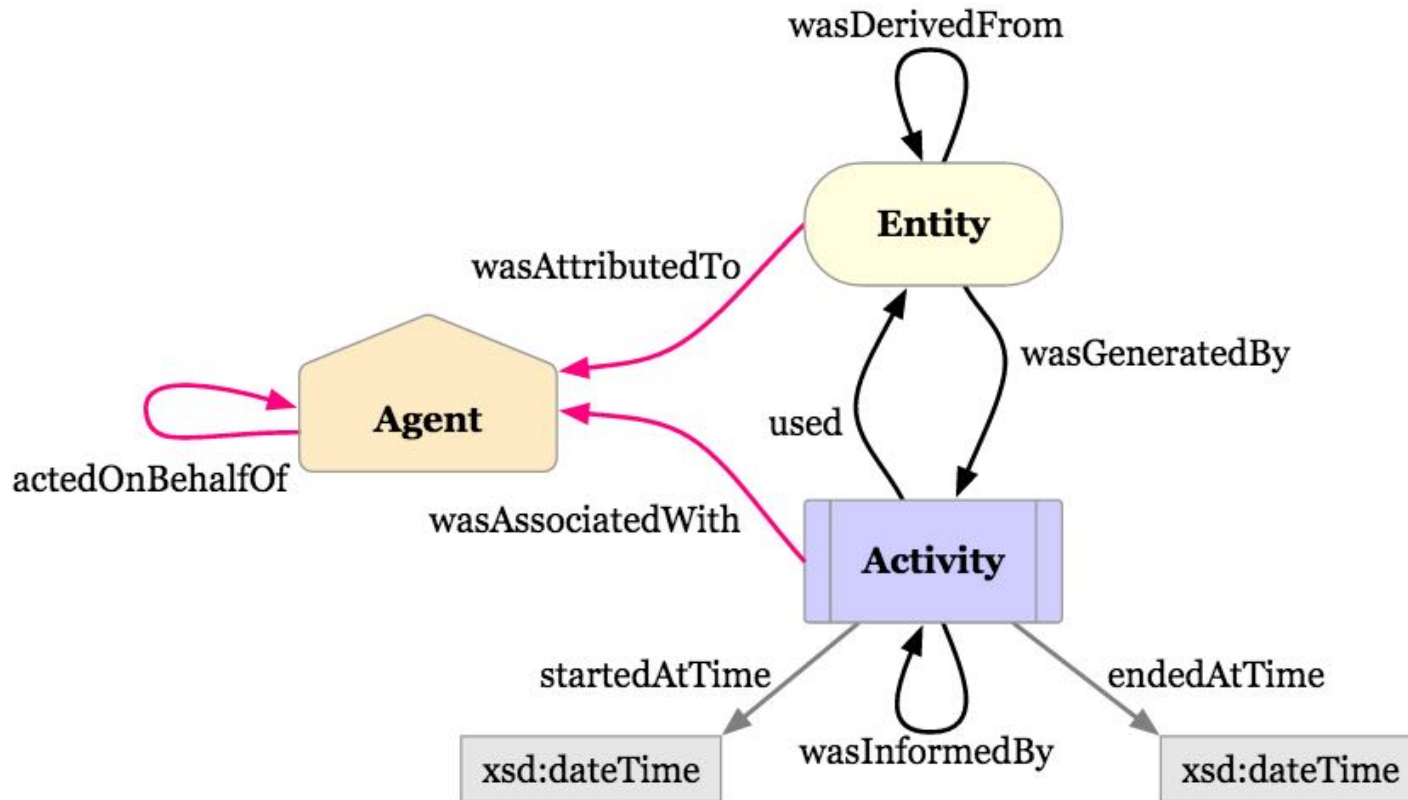 wasDerivedFrom
Entity
wasAttributedTo
wasGeneratedBy
Agent
used
actedOnBehalfOf
wasAssociatedWith
Activity
startedAtTime
endedAtTime
wasInformedBy
xsd:dateTime
xsd:dateTime